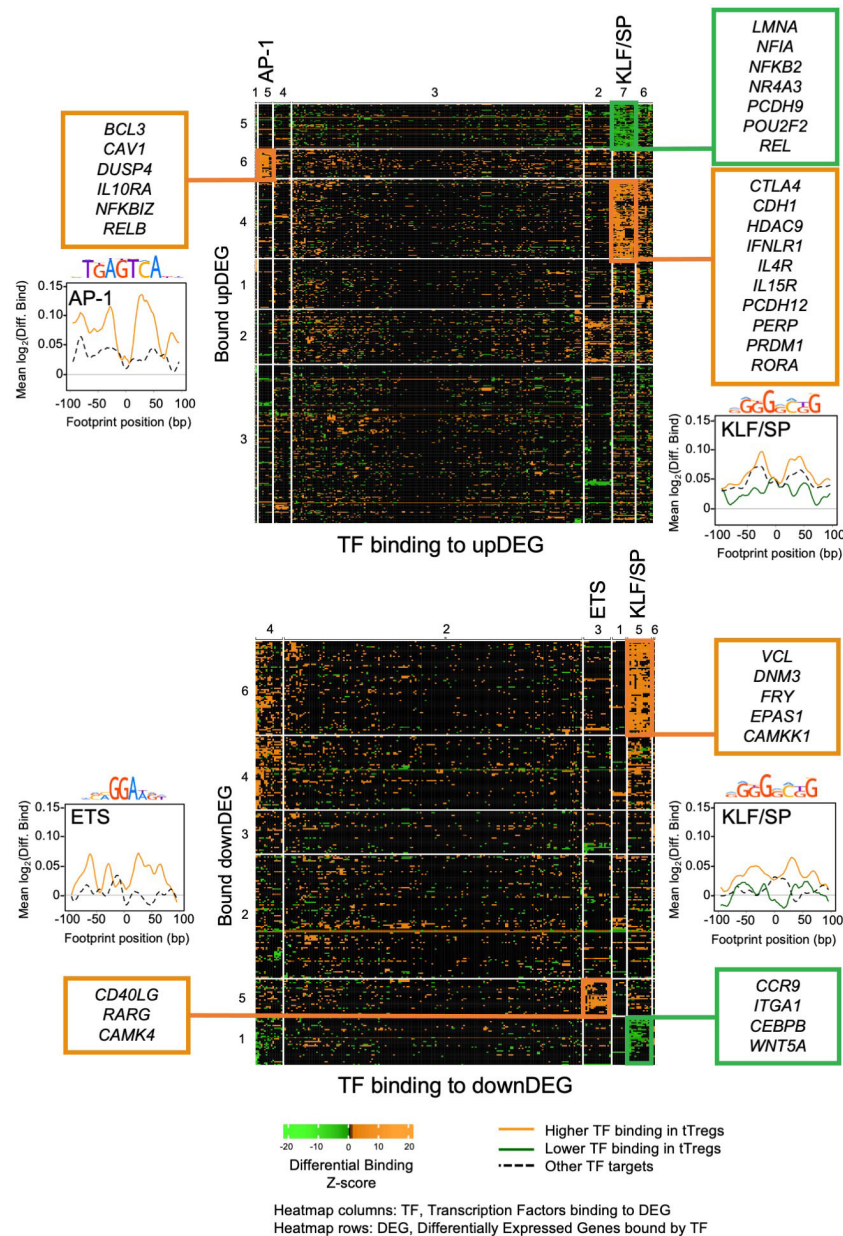 AP-1
KLF/SP
1 5 4 3 2 7 6
5
6
4
1
2
3
Bound upDEG
TF binding to upDEG
BCL3
CAV1
DUSP4
IL10RA
NFKBIZ
RELB
TGAGTCA
AP-1
Mean log2(Diff. Bind)
0.15
0.10
0.05
0
-100 -50 0 50 100
Footprint position (bp)
LMNA
NFIA
NFKB2
NR4A3
PCDH9
POU2F2
REL
CTLA4
CDH1
HDAC9
IFNLR1
IL4R
IL15R
PCDH12
PERP
PRDM1
RORA
KLF/SP
Mean log2(Diff. Bind)
0.15
0.10
0.05
0
-100 -50 0 50 100
Footprint position (bp)
ETS
KLF/SP
4 2 3 1 5 6
6
4
3
2
5
1
Bound downDEG
TF binding to downDEG
GGA
ETS
Mean log2(Diff. Bind)
0.15
0.10
0.05
0
-100 -50 0 50 100
Footprint position (bp)
CD40LG
RARG
CAMK4
VCL
DNM3
FRY
EPAS1
CAMKK1
KLF/SP
Mean log2(Diff. Bind)
0.15
0.10
0.05
0
-100 -50 0 50 100
Footprint position (bp)
CCR9
ITGA1
CEBPB
WNT5A
-20 -10 0 10 20
Differential Binding
Z-score
Higher TF binding in tTregs
Lower TF binding in tTregs
Other TF targets
Heatmap columns: TF, Transcription Factors binding to DEG
Heatmap rows: DEG, Differentially Expressed Genes bound by TF